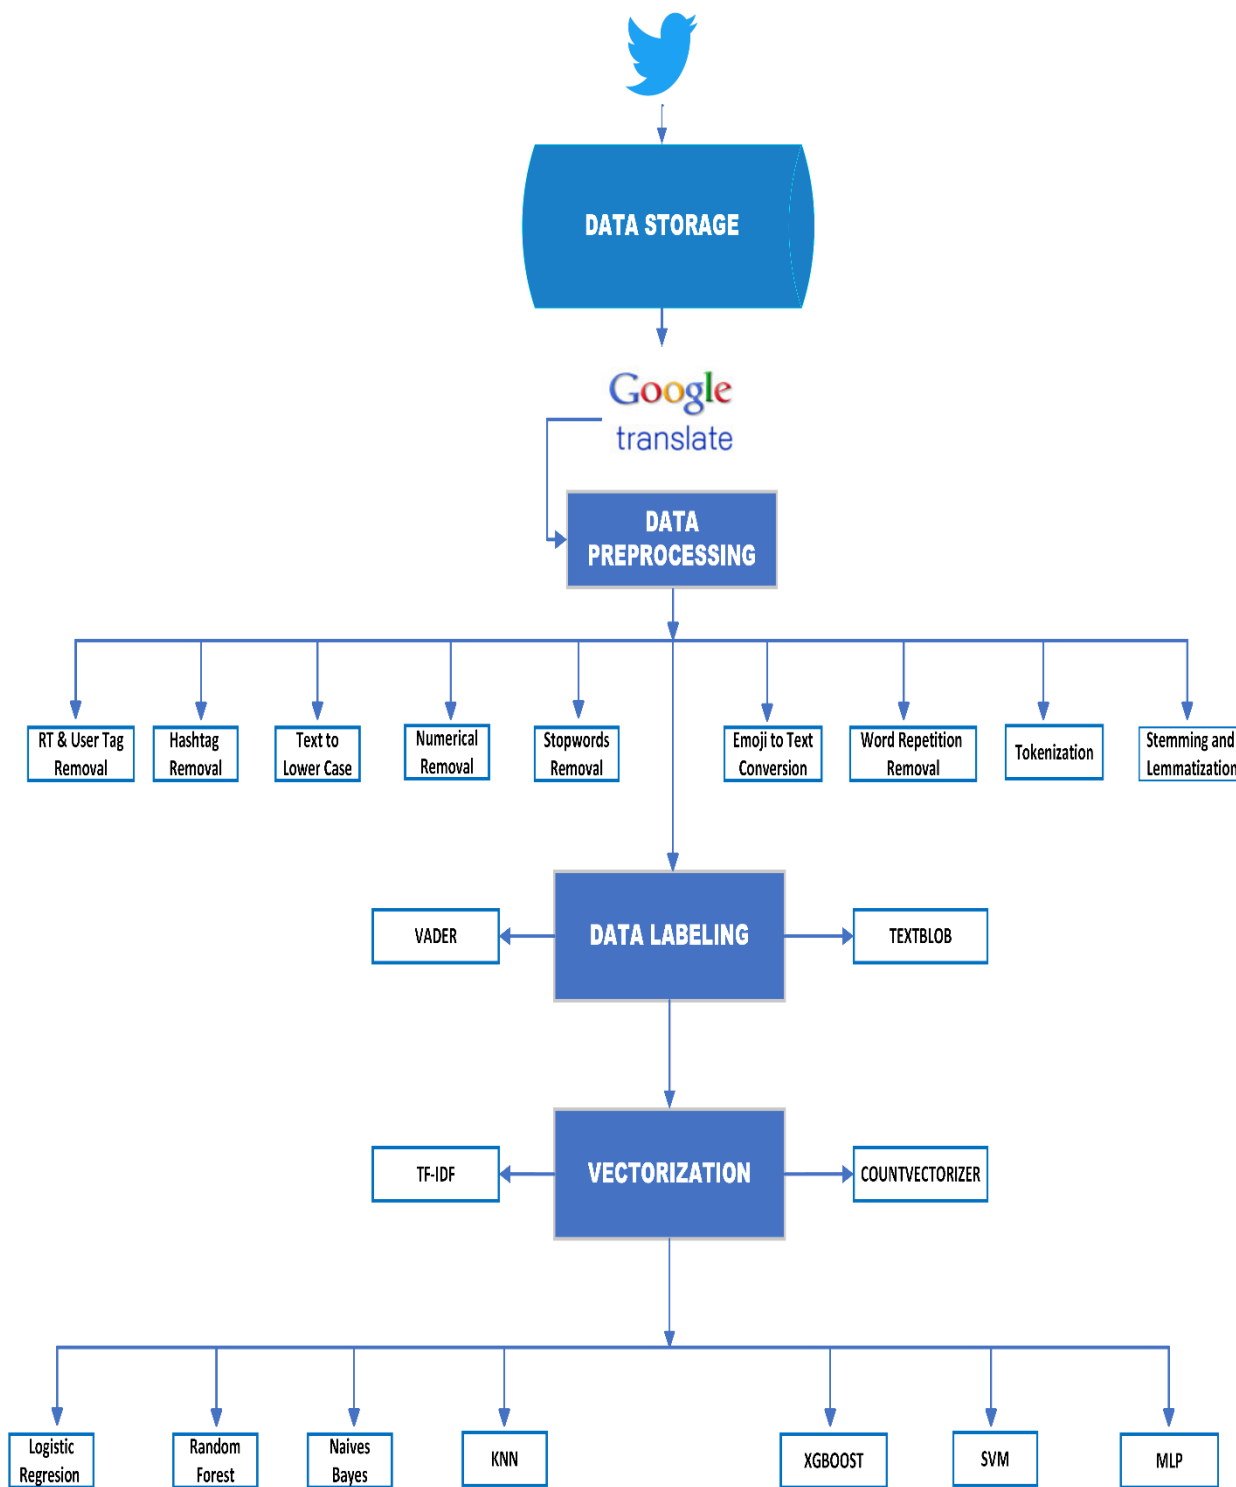 DATA STORAGE
Google
translate
DATA
PREPROCESSING
RT & User Tag
Removal
Hashtag
Removal
Text to
Lower Case
Numerical
Removal
Stopwords
Removal
Emoji to Text
Conversion
Word Repetition
Removal
Tokenization
Stemming and
Lemmatization
VADER
DATA LABELING
TEXTBLOB
TF-IDF
VECTORIZATION
COUNTVECTORIZER
Logistic
Regresion
Random
Forest
Naives
Bayes
KNN
XGBOOST
SVM
MLP